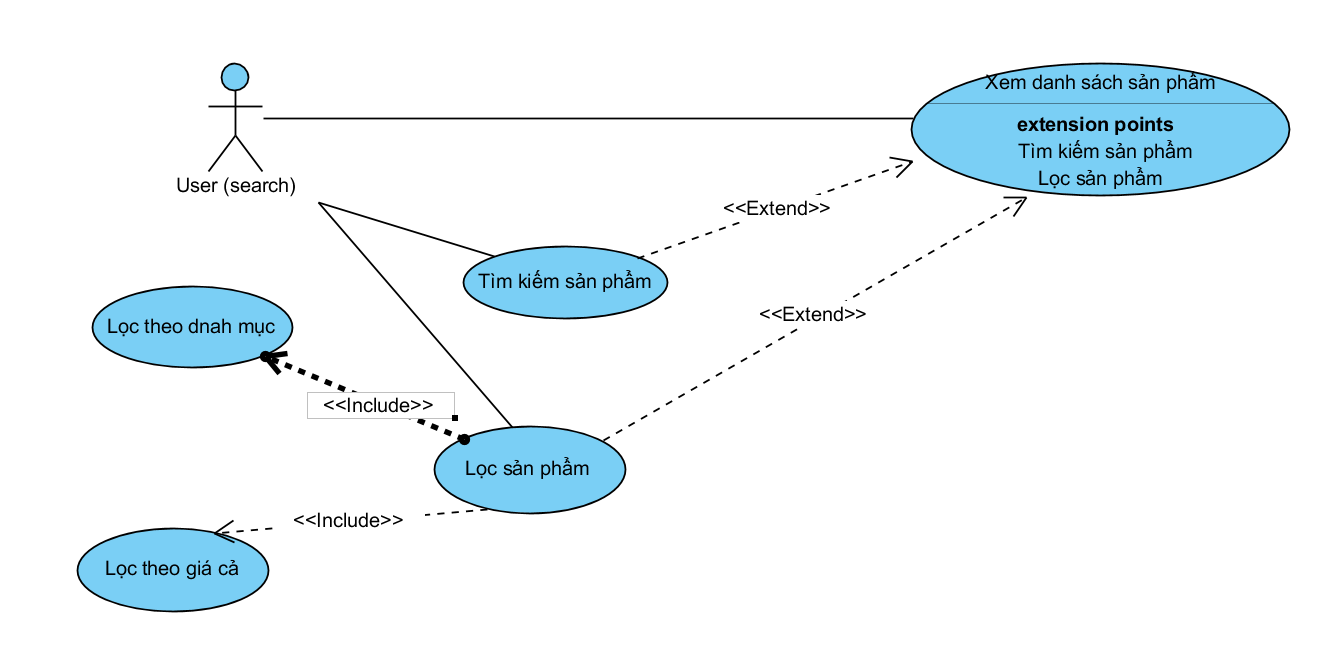 Xem danh sách sản phẩm
extension points
Tìm kiếm sản phẩm
Lọc sản phẩm
User (search)
<<Extend>>
Tìm kiếm sản phẩm
<<Extend>>
Lọc theo dnah mục
<<Include>>
Lọc sản phẩm
<<Include>>
Lọc theo giá cả